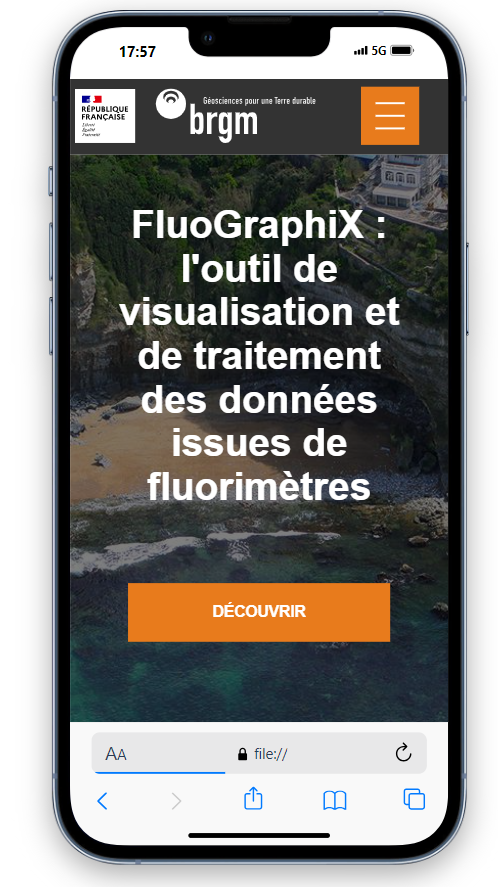 17:57
5G
RÉPUBLIQUE
FRANÇAISE
Liberté
Égalité
Fraternité
Géosciences pour une Terre durable
brgm
FluoGraphiX :
l'outil de
visualisation et
de traitement
des données
issues de
fluorimètres
DÉCOUVRIR
AA
file://